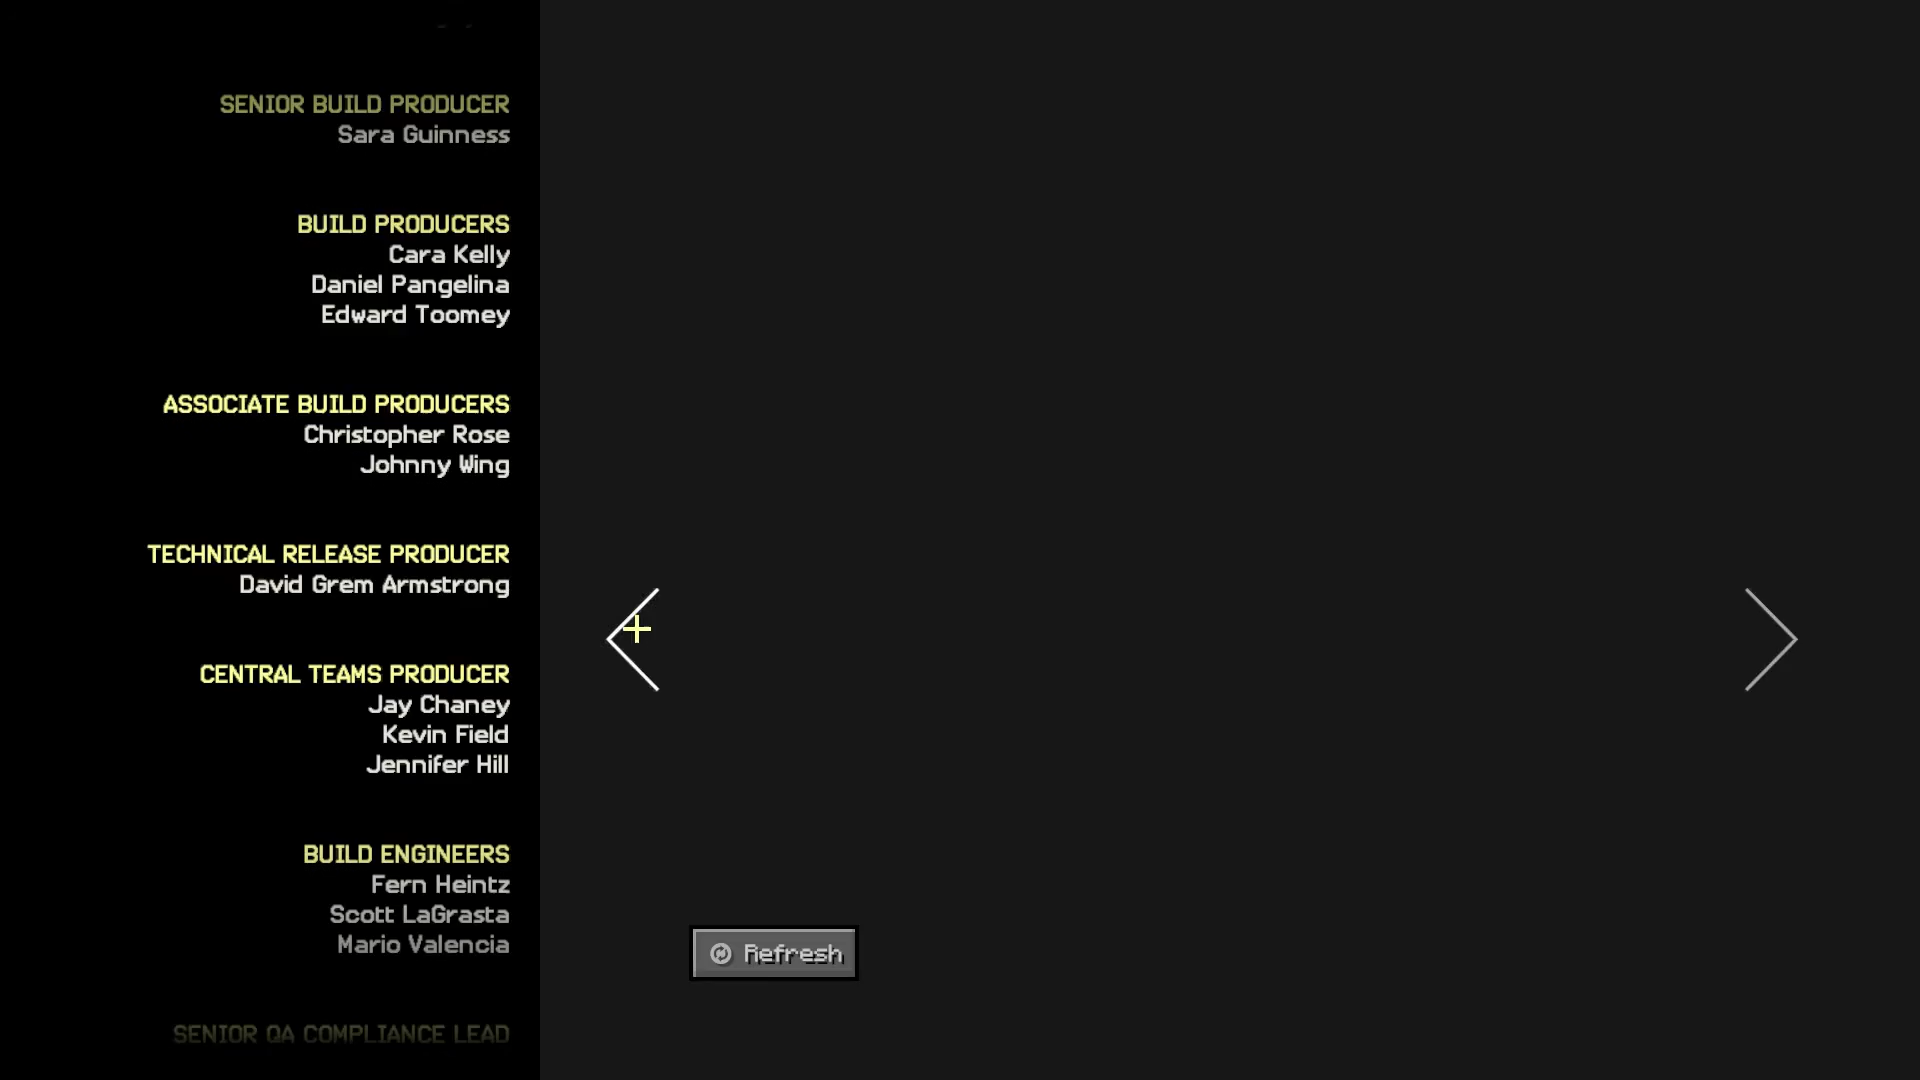 SENIOR BUILD PRODUCER
Sara Guinness
BUILD PRODUCERS
Cara Kelly
Daniel Pangelina
Edward Toomey
ASSOCIATE BUILD PRODUCERS
Christopher Rose
Johnny Wing
TECHNICAL RELEASE PRODUCER
David Grem Armstrong
CENTRAL TEAMS PRODUCER
Jay Chaney
Kevin Field
Jennifer Hill
BUILD ENGINEERS
Fern Heintz
Scott LaGrasta
Mario Valencia
SENIOR QA COMPLIANCE LEAD
Refresh